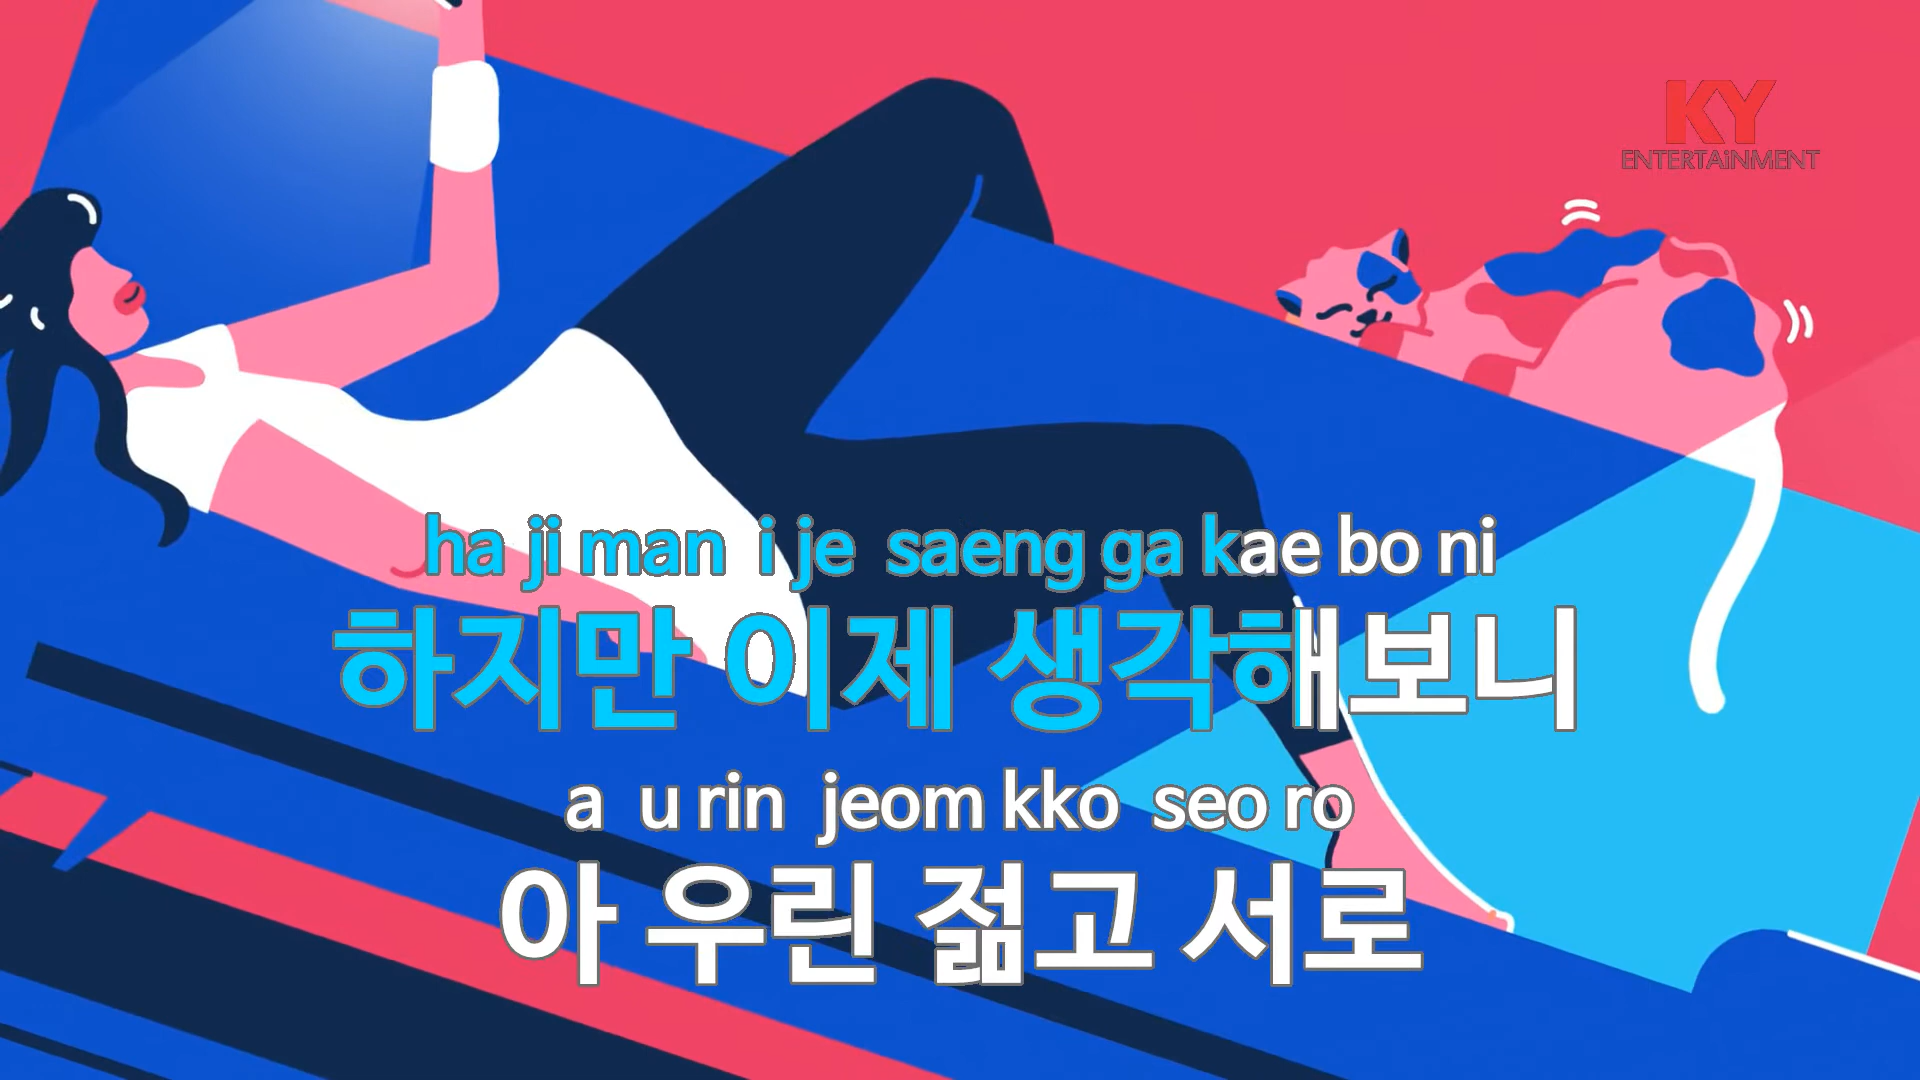 KY
ENTERTAiNMENT
ha ji man i je saeng ga kae bo ni
하지만 이제 생각해보니
a u rin jeom kko seo ro
아 우린 젊고 서로